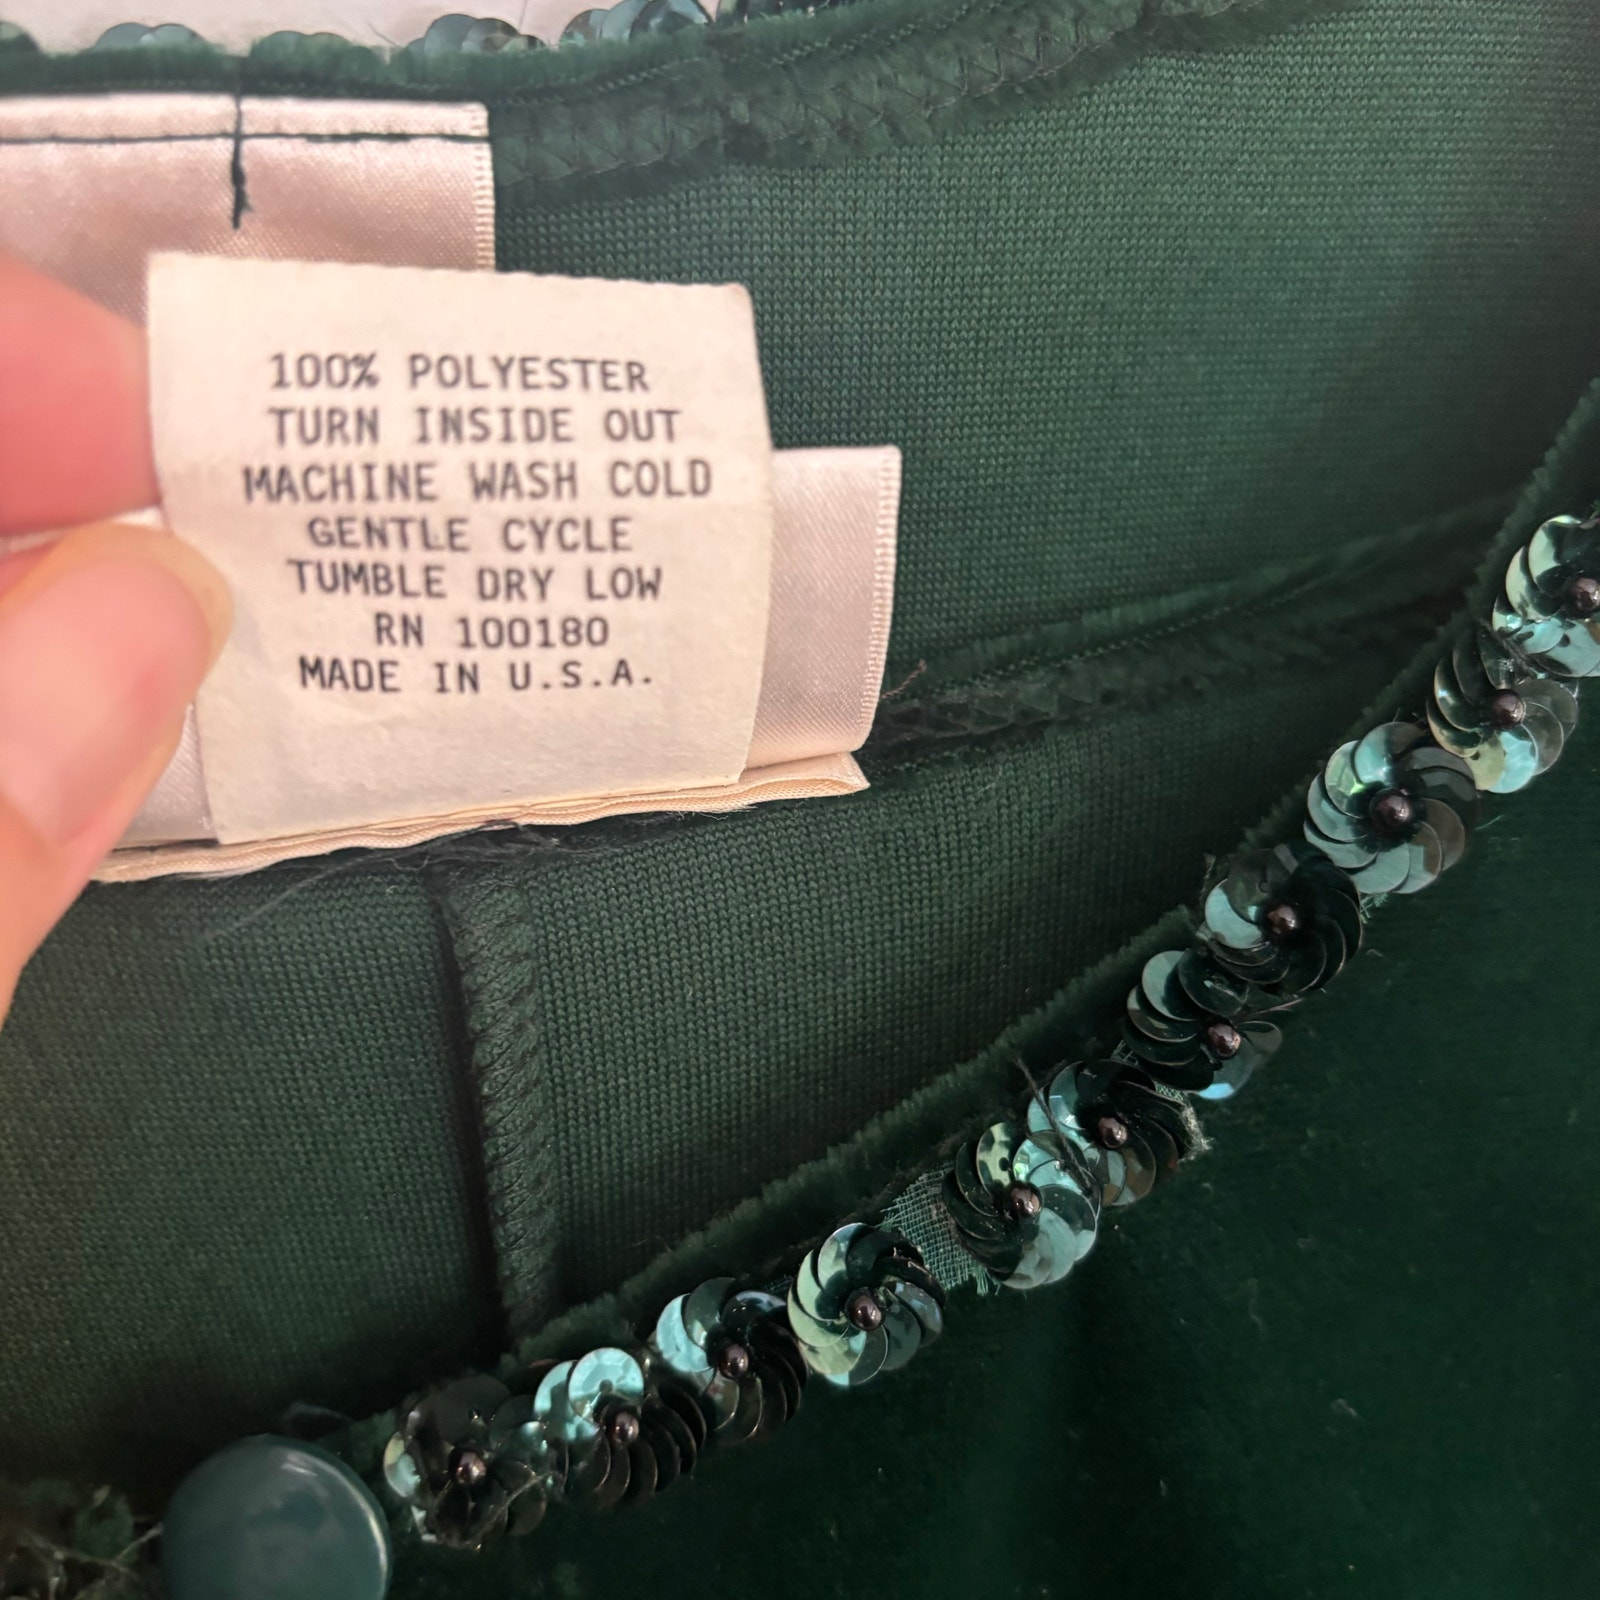 100% POLYESTER
TURN INSIDE OUT
MACHINE WASH COLD
GENTLE CYCLE
TUMBLE DRY LOW
RN 100180
MADE IN U.S.A.